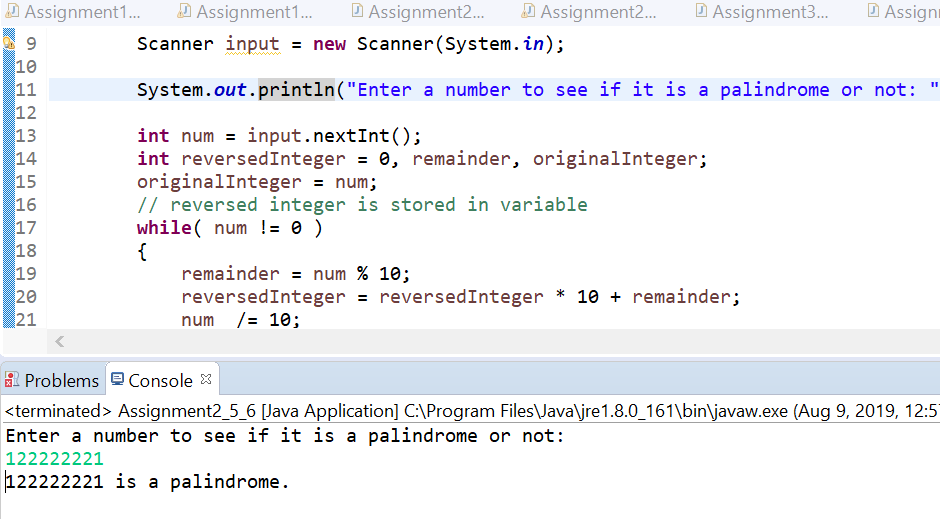 Assignment1... Assignment1... Assignment2... Assignment2... Assignment3... Assignm
9 Scanner input = new Scanner(System.in);
10
11 System.out.println("Enter a number to see if it is a palindrome or not: "
12
13 int num = input.nextInt();
14 int reversedInteger = 0, remainder, originalInteger;
15 originalInteger = num;
16 // reversed integer is stored in variable
17 while( num != 0 )
18 {
19 remainder = num % 10;
20 reversedInteger = reversedInteger * 10 + remainder;
21 num /= 10;
Problems Console
<terminated> Assignment2_5_6 [Java Application] C:\Program Files\Java\jre1.8.0_161\bin\javaw.exe (Aug 9, 2019, 12:57
Enter a number to see if it is a palindrome or not:
122222221
122222221 is a palindrome.